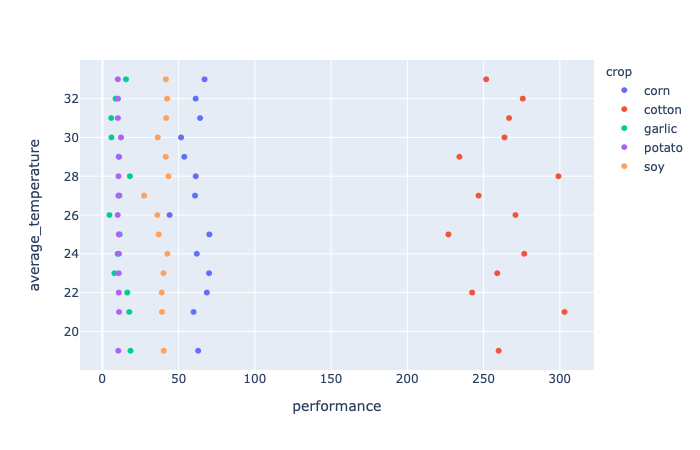 crop
corn
cotton
garlic
potato
soy
average_temperature
32
30
28
26
24
22
20
0 50 100 150 200 250 300
performance